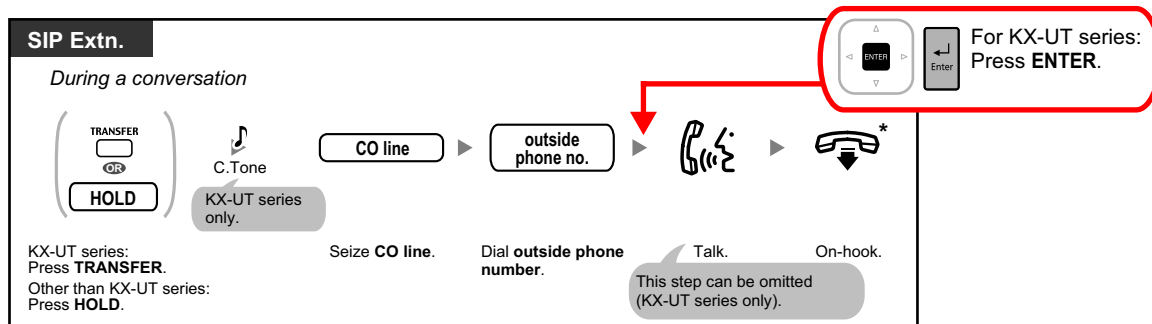 SIP Extn.
During a conversation
For KX-UT series:
Press ENTER.
ENTER
Enter
TRANSFER
OR
HOLD
C.Tone
KX-UT series
only.
CO line
outside
phone no.
*
KX-UT series:
Press TRANSFER.
Other than KX-UT series:
Press HOLD.
Seize CO line.
Dial outside phone
number.
Talk.
This step can be omitted
(KX-UT series only).
On-hook.